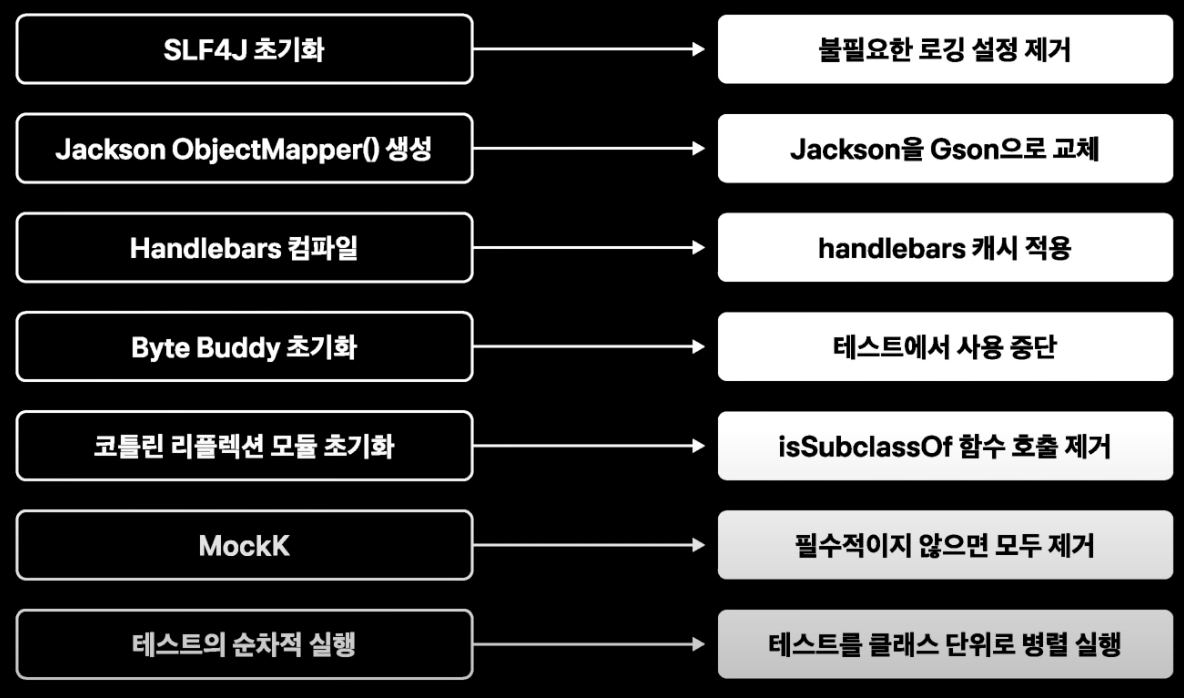 SLF4J 초기화
불필요한 로깅 설정 제거
Jackson ObjectMapper() 생성
Jackson을 Gson으로 교체
Handlebars 컴파일
handlebars 캐시 적용
Byte Buddy 초기화
테스트에서 사용 중단
코틀린 리플렉션 모듈 초기화
isSubclassOf 함수 호출 제거
MockK
필수적이지 않으면 모두 제거
테스트의 순차적 실행
테스트를 클래스 단위로 병렬 실행